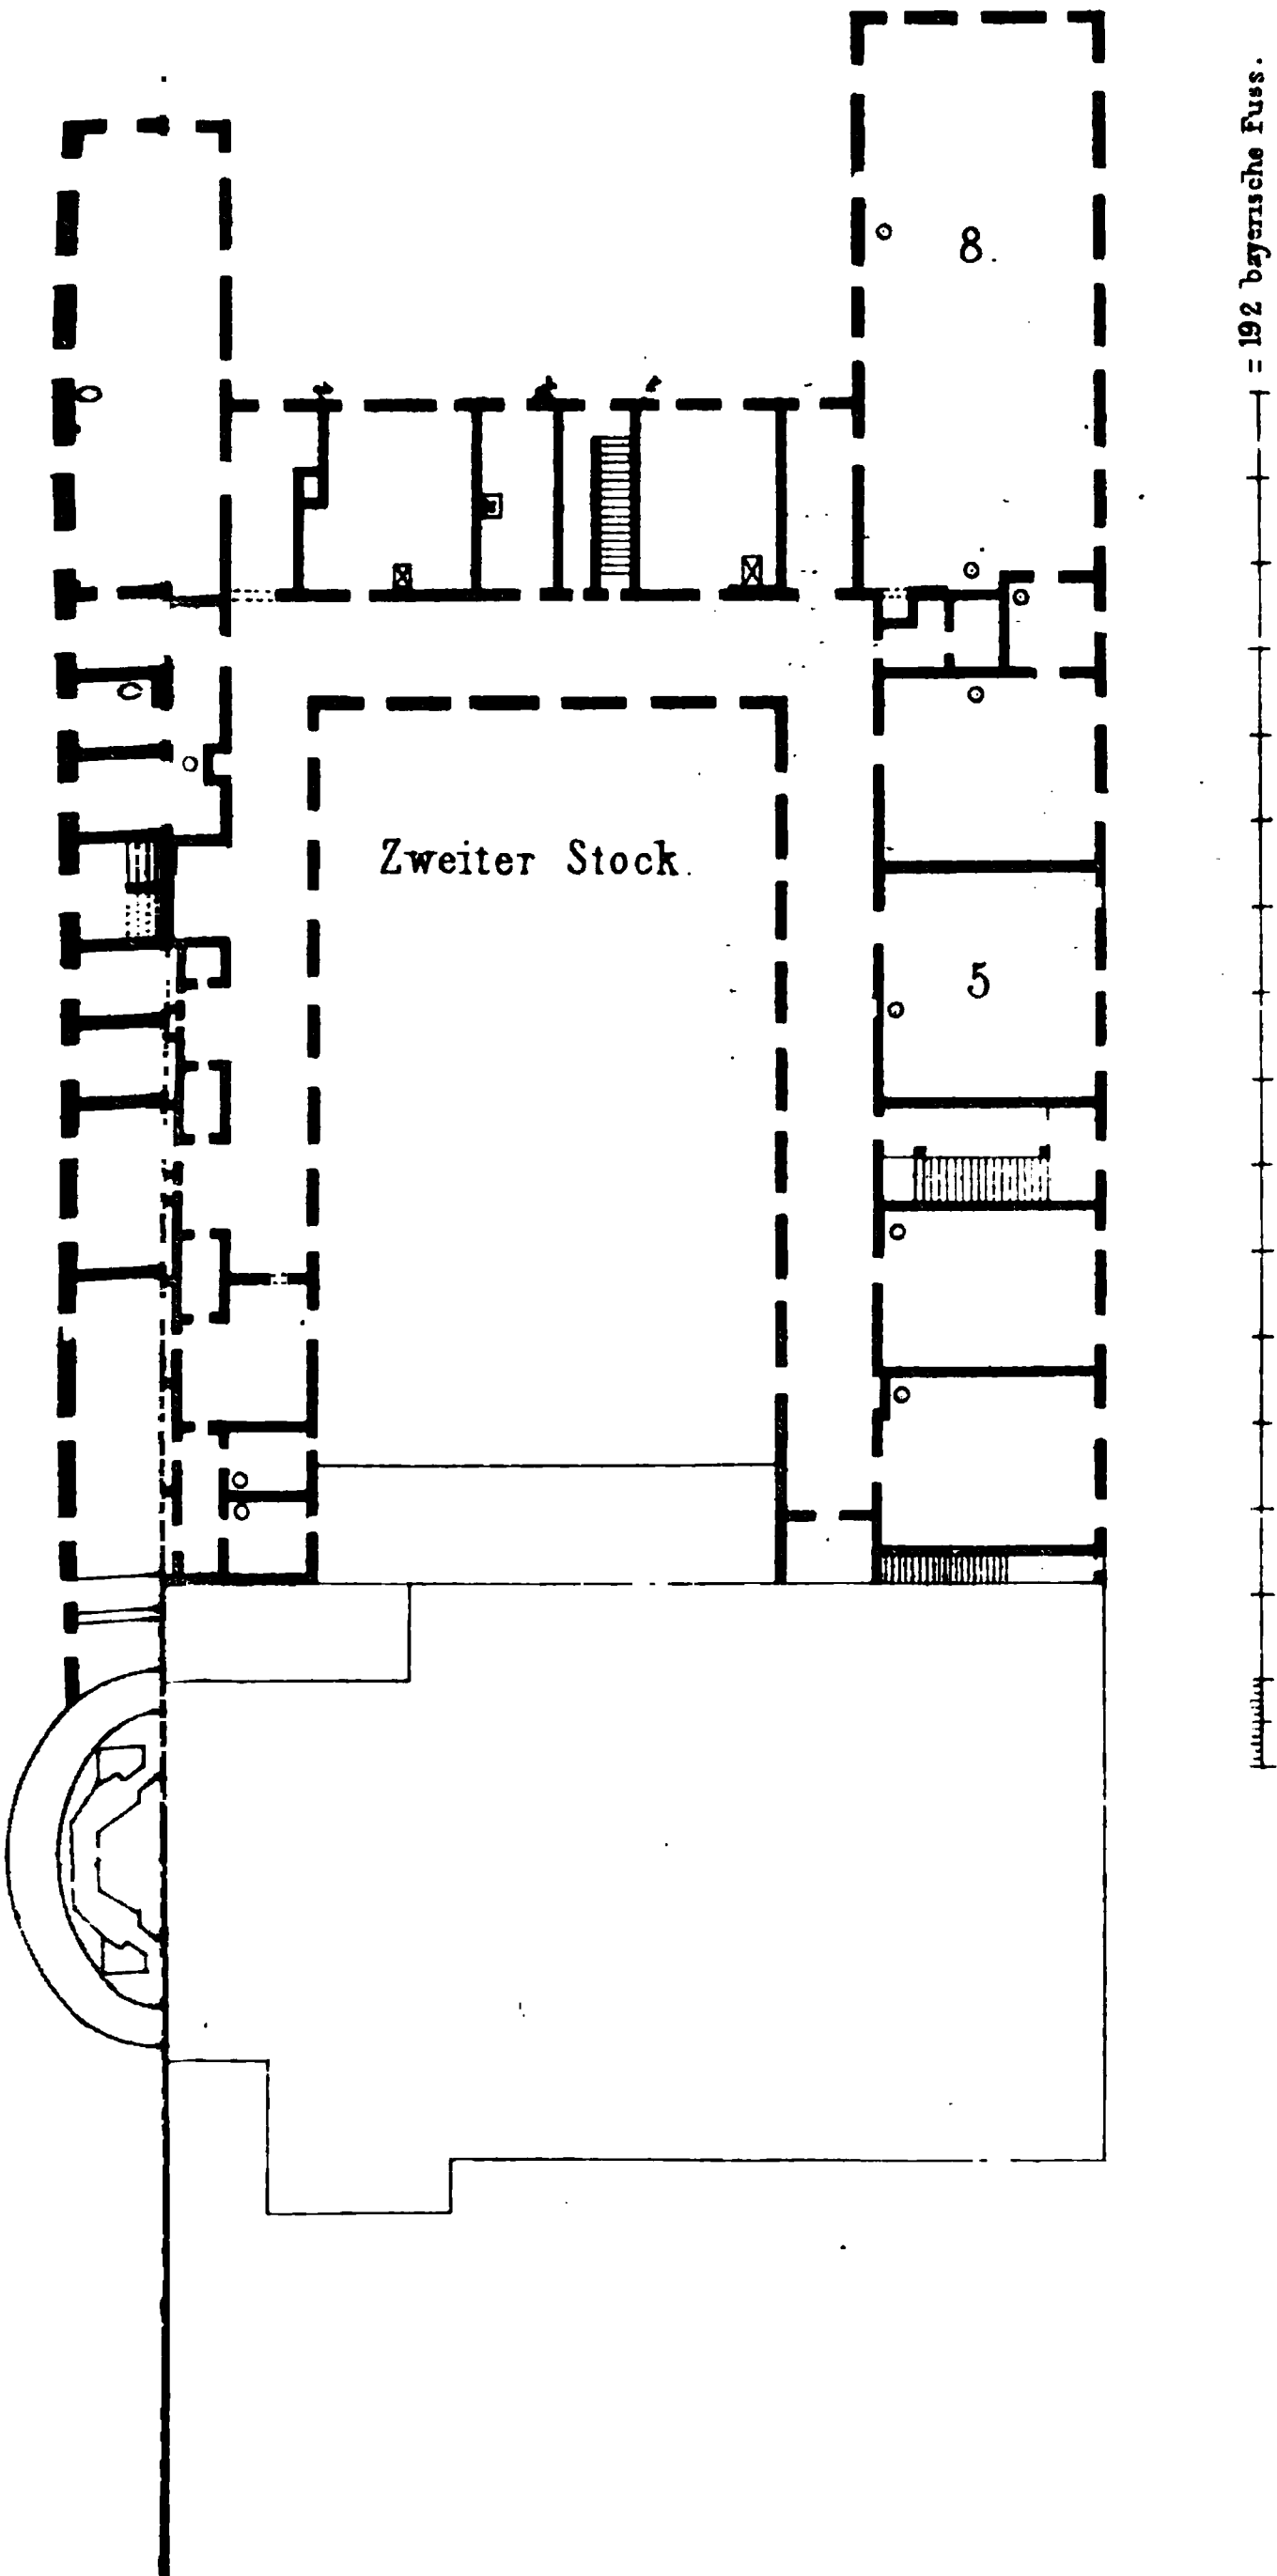 8.
= 192 bayerische Fuss.
Zweiter Stock.
5